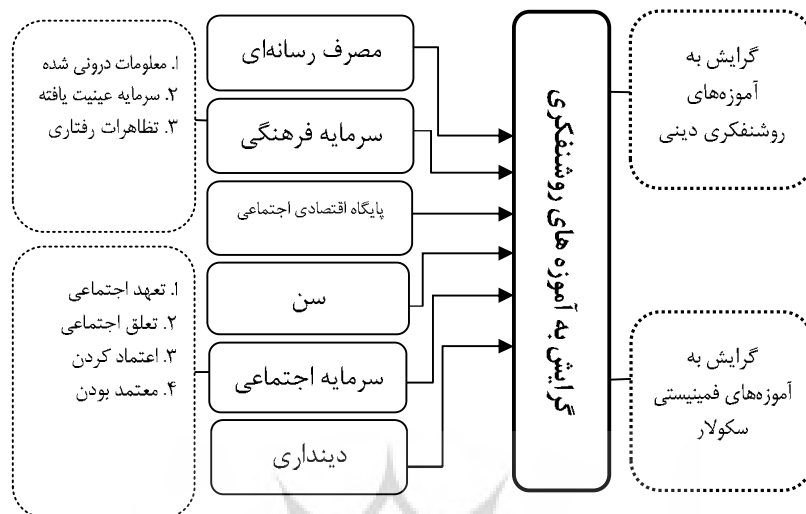 گرایش به
آموزه‌های
روشنفکری دینی
گرایش به
آموزه‌های فمینیستی
سکولار
گرایش به آموزه های روشنفکری
مصرف رسانه‌ای
سرمایه فرهنگی
پایگاه اقتصادی اجتماعی
سن
سرمایه اجتماعی
دینداری
۱. معلومات درونی شده
۲. سرمایه عینیت یافته
۳. تظاهرات رفتاری
۱. تعهد اجتماعی
۲. تعلق اجتماعی
۳. اعتماد کردن
۴. معتمد بودن